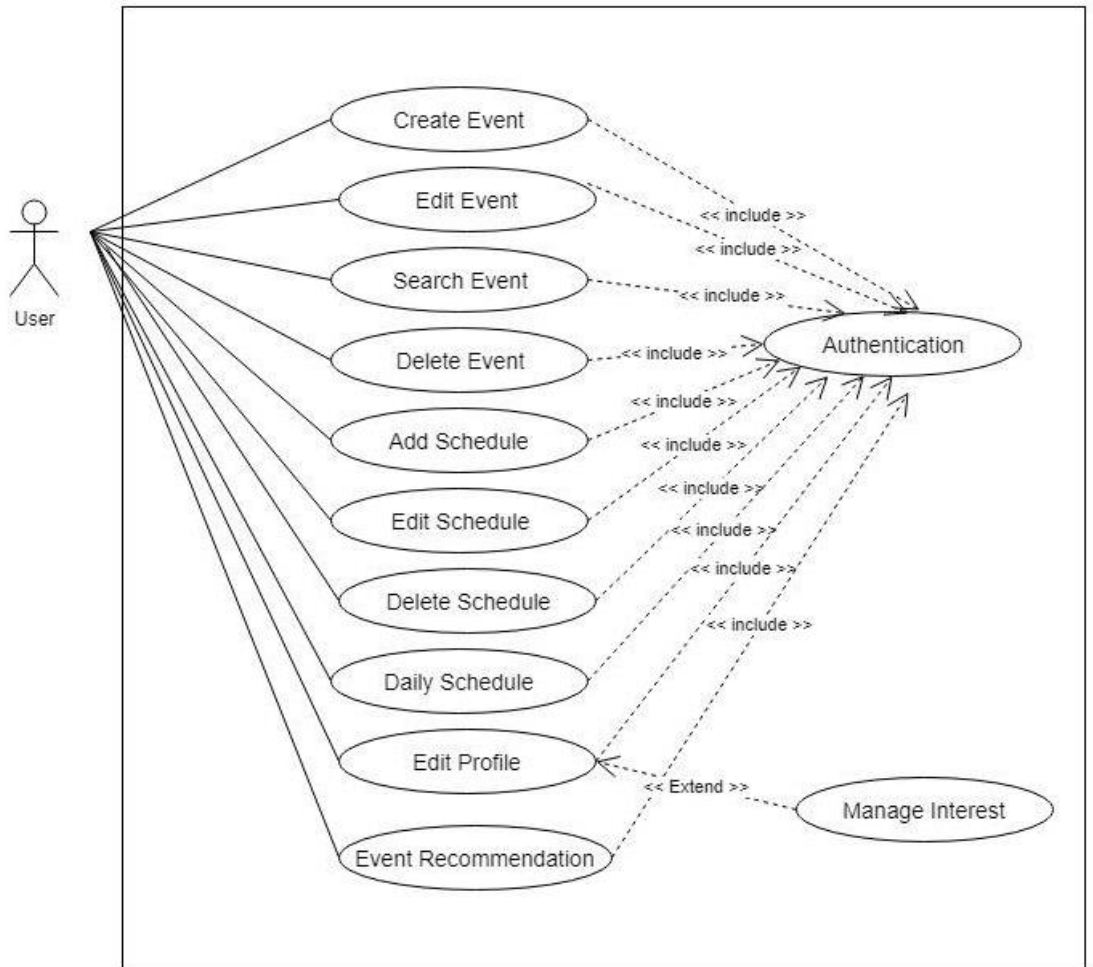 Create Event
Edit Event
<< include >>
<< include >>
User
Search Event
<< include >>
Delete Event
<< include >>
Authentication
Add Schedule
<< include >>
Edit Schedule
<< include >>
Delete Schedule
<< include >>
<< include >>
<< include >>
Daily Schedule
<< include >>
Edit Profile
<< Extend >>
Manage Interest
Event Recommendation